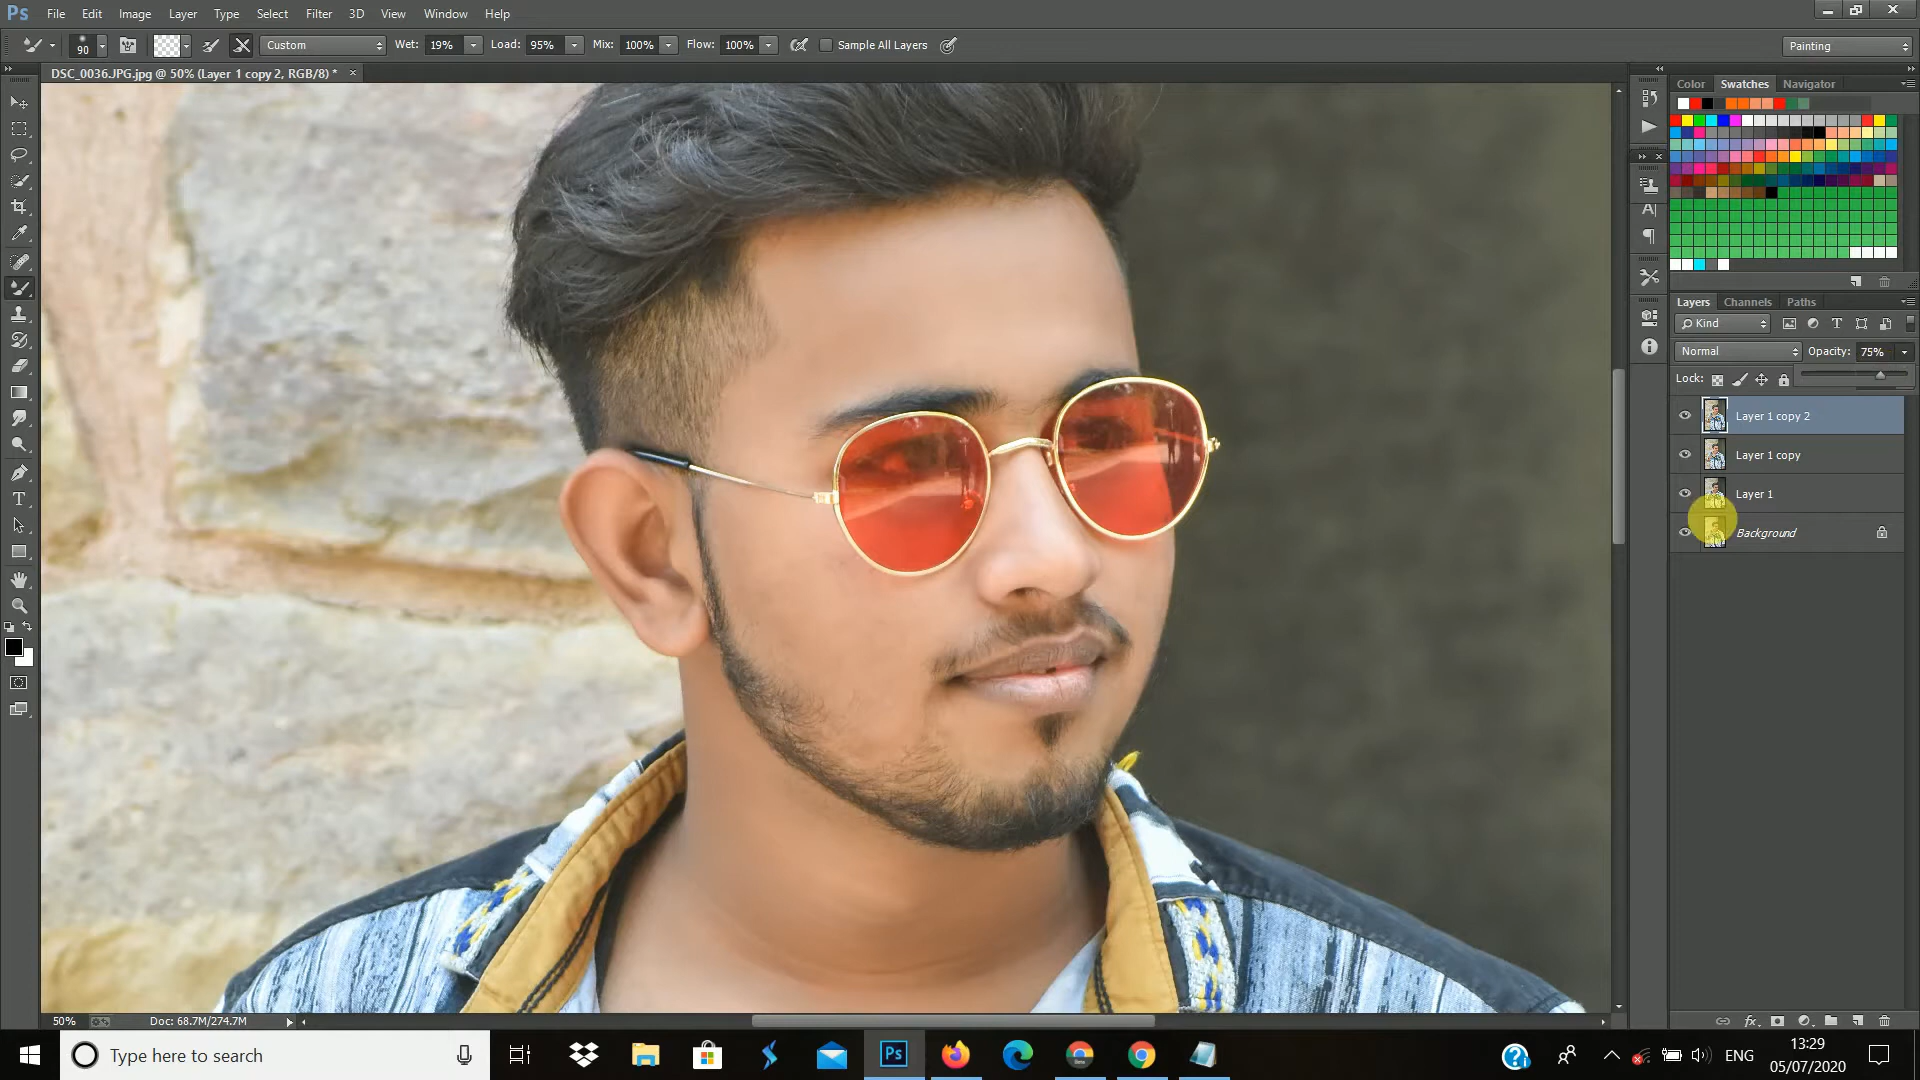 Ps File Edit Image Layer Type Select Filter 3D View Window Help
90 Custom Wet: 19% Load: 95% Mix: 100% Flow: 100% Sample All Layers Painting
DSC_0036.JPG.jpg @ 50% (Layer 1 copy 2, RGB/8) *
Color Swatches Navigator
Layers Channels Paths
Kind
Normal Opacity: 75%
Lock:
Layer 1 copy 2
Layer 1 copy
Layer 1
Background
50% Doc: 68.7M/274.7M
Type here to search
Ps
ENG
13:29
05/07/2020